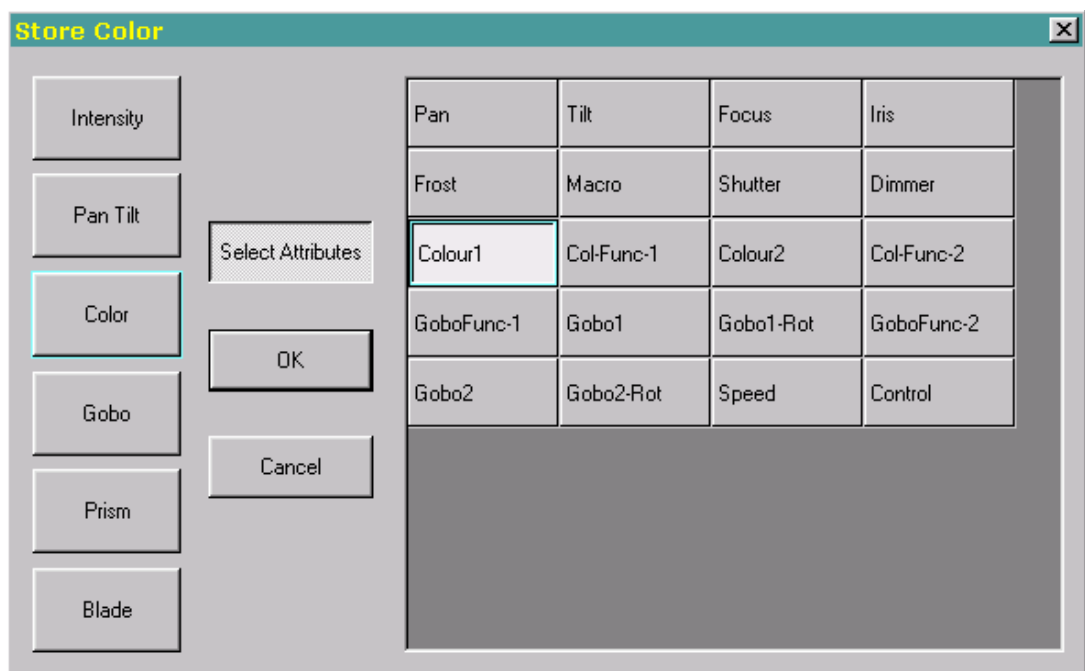 Store Color
Intensity
Pan Tilt
Color
Gobo
Prism
Blade
Select Attributes
OK
Cancel
Pan Tilt Focus Iris
Frost Macro Shutter Dimmer
Colour1 Col-Func-1 Colour2 Col-Func-2
GoboFunc-1 Gobo1 Gobo1-Rot GoboFunc-2
Gobo2 Gobo2-Rot Speed Control